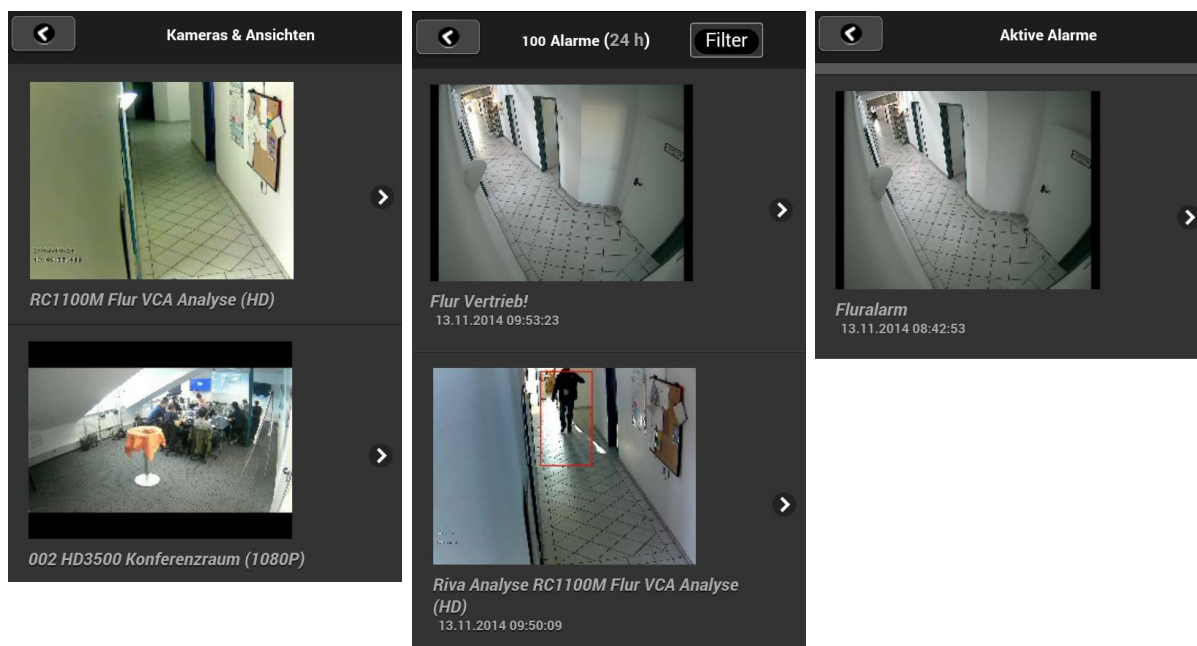 Kameras & Ansichten
RC1100M Flur VCA Analyse (HD)
002 HD3500 Konferenzraum (1080P)
100 Alarme (24 h)
Filter
Flur Vertrieb!
13.11.2014 09:53:23
Riva Analyse RC1100M Flur VCA Analyse
(HD)
13.11.2014 09:50:09
Aktive Alarme
Fluralarm
13.11.2014 08:42:53